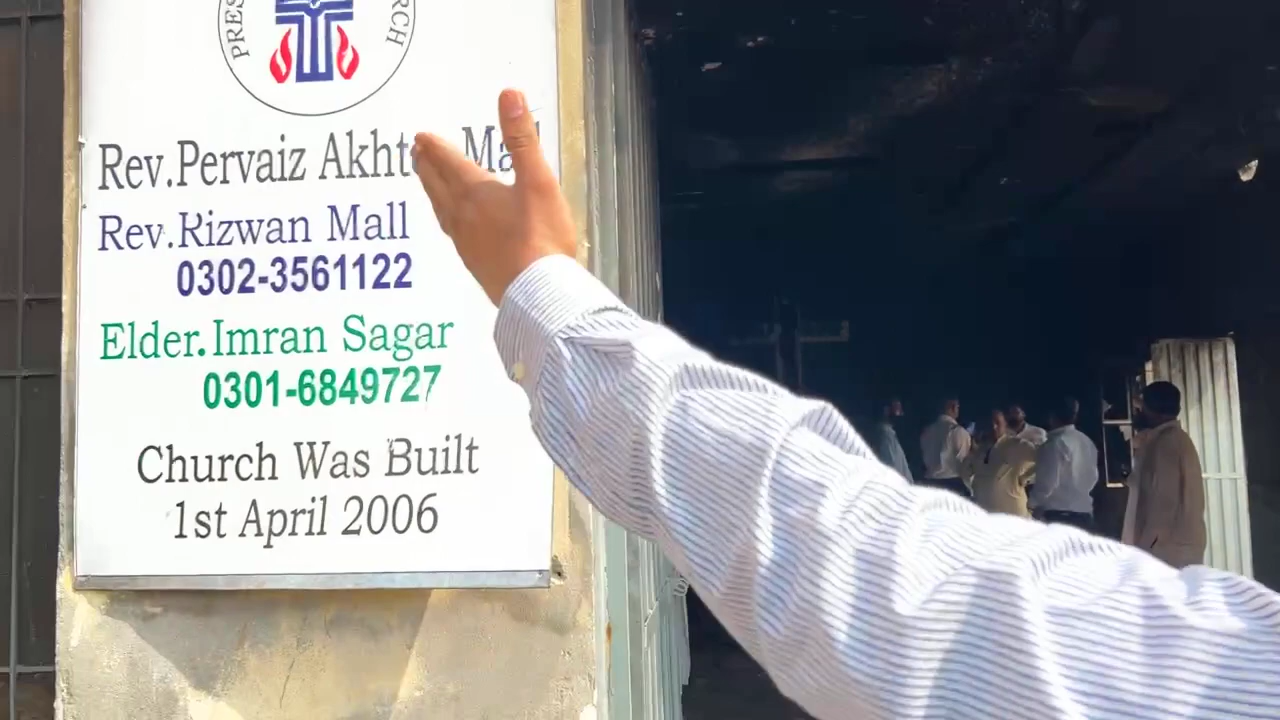 Rev.Pervaiz
Rev.Rizwan Mall
0302-3561122
Elder.Imran Sagar
0301-6849727
Church Was Built
1st April 2006